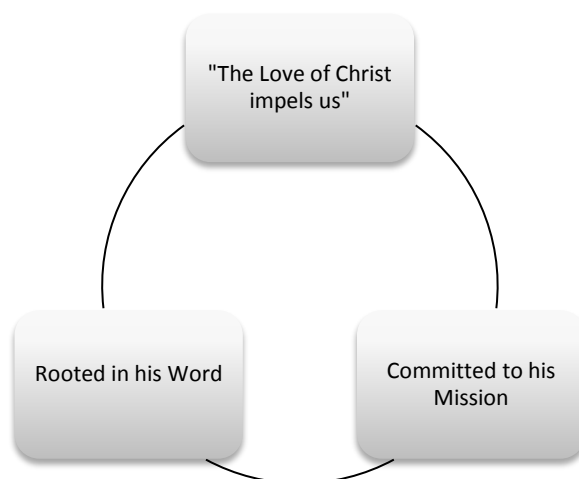 "The Love of Christ
impels us"
Rooted in his Word
Committed to his
Mission